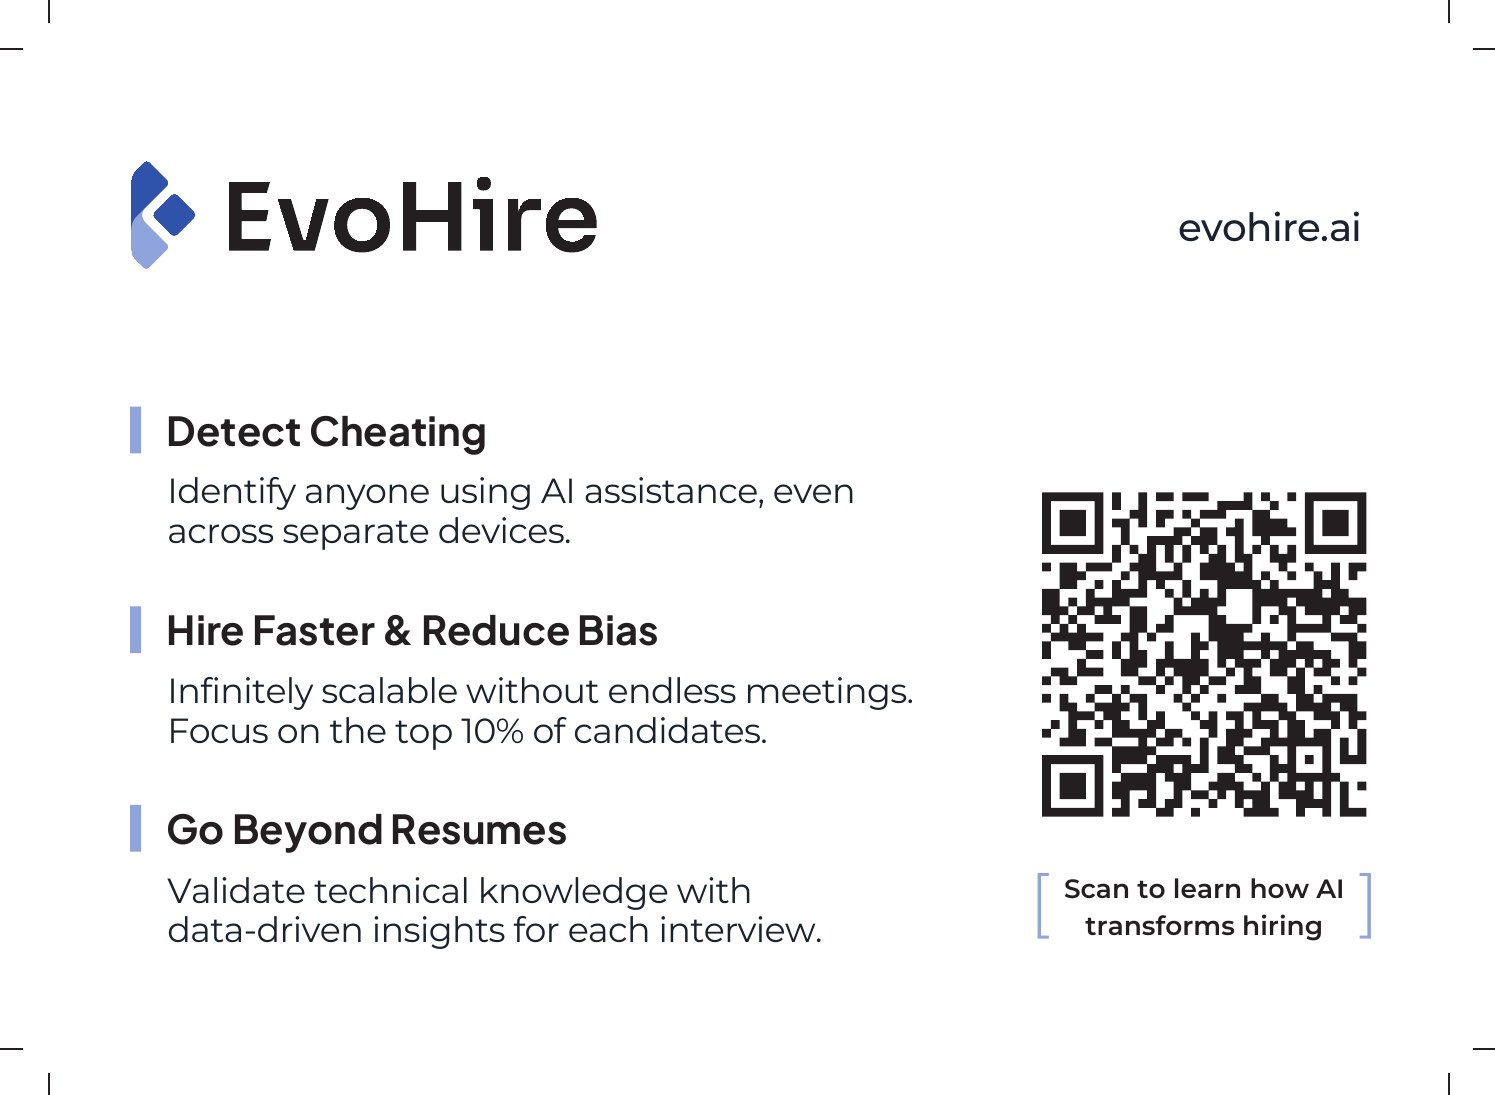 EvoHire
evohire.ai
Detect Cheating
Identify anyone using AI assistance, even
across separate devices.
Hire Faster & Reduce Bias
Infinitely scalable without endless meetings.
Focus on the top 10% of candidates.
Go Beyond Resumes
Validate technical knowledge with
data-driven insights for each interview.
Scan to learn how AI
transforms hiring